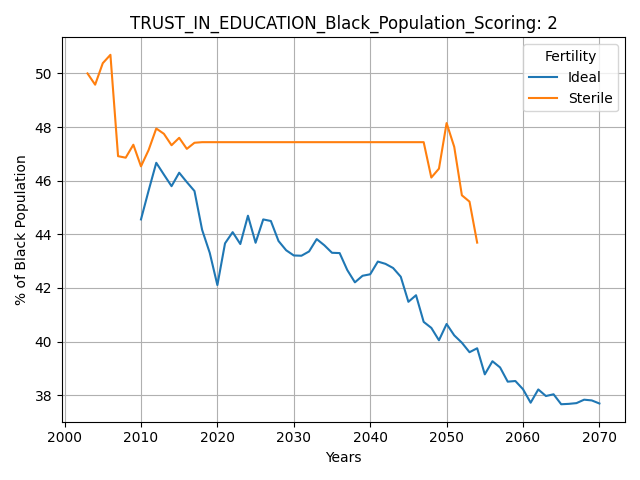 TRUST_IN_EDUCATION_Black_Population_Scoring: 2
Fertility
Ideal
Sterile
% of Black Population
50
48
46
44
42
40
38
2000 2010 2020 2030 2040 2050 2060 2070
Years